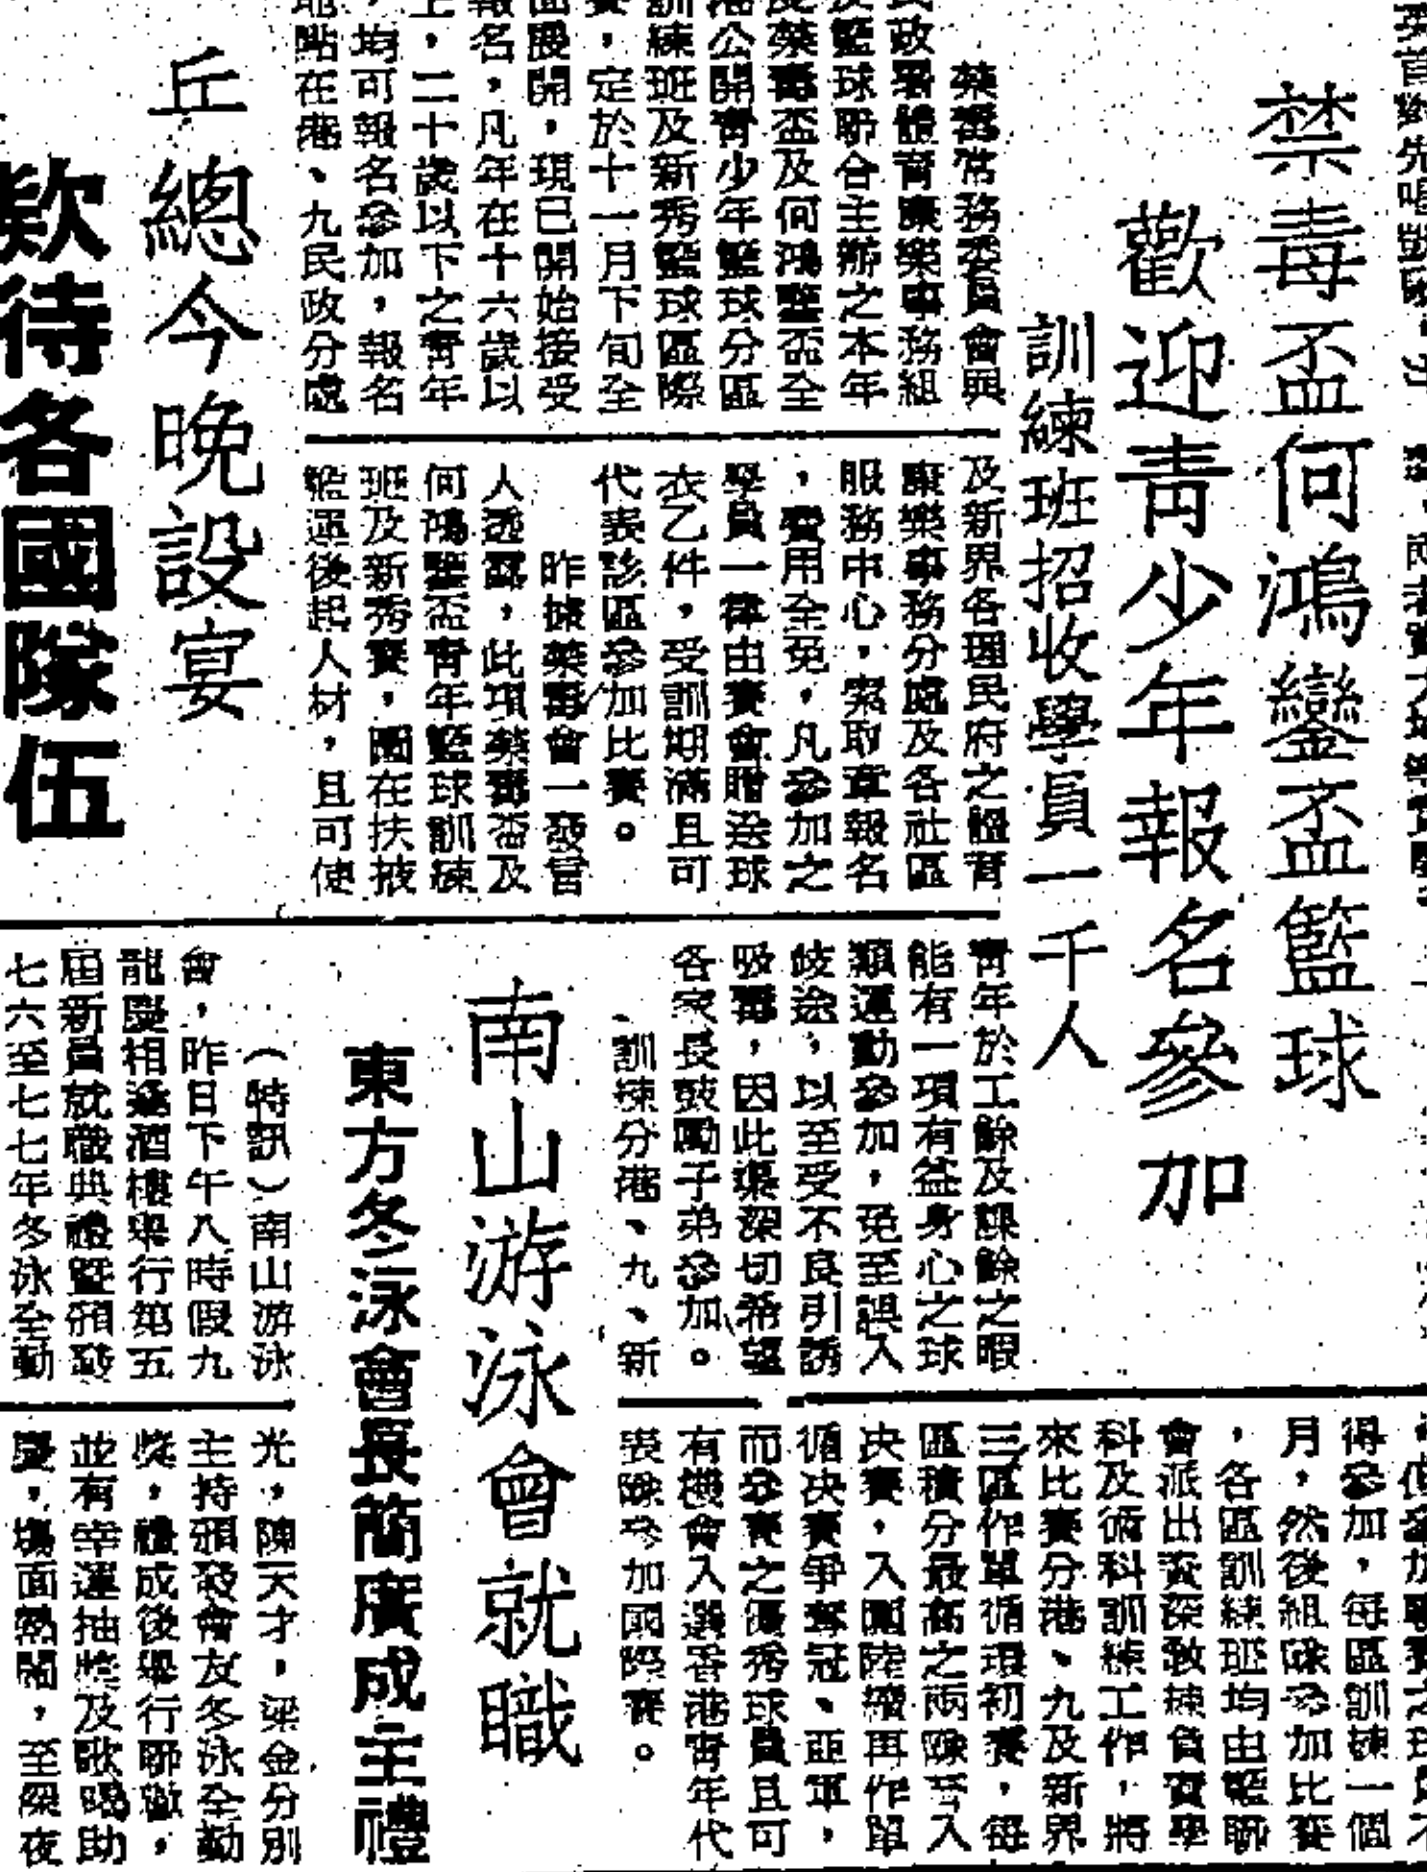 禁毒盃何鴻鑾盃籃球
歡迎青少年報名參加
訓練班招收學員一千人
禁毒常務委員會與
民政署體育康樂事務組
及籃球聯合主辦之本年
度禁毒盃及何鴻鑾盃全
港公開青少年籃球分區
訓練班及新秀籃球區際
賽，定於十一月下旬全
面展開，現已開始接受
報名，凡年在十六歲以
上，二十歲以下之青年
，均可報名參加，報名
地點在港、九民政分處
及新界各理民府之體育
康樂事務分處及各社區
服務中心，索取章報名
，費用全免，凡參加之
學員一律由賽會贈送球
衣乙件，受訓期滿且可
代表該區參加比賽。
昨據禁毒會一發言
人透露，此項禁毒盃及
何鴻鑾盃青年籃球訓練
班及新秀賽，圖在扶掖
籃運後起人材，且可使
青年於工餘及課餘之暇
能有一項有益身心之球
類運動參加，免至誤入
歧途，以至受不良引誘
吸毒，因此渠深切希望
各家長鼓勵子弟參加。
訓練分港、九、新
得參加，每區訓練一個
月，然後組隊參加比賽
，各區訓練班均由籃聯
會派出資深教練負責學
科及術科訓練工作，將
來比賽分港、九及新界
三區作單循環初賽，每
區積分最高之兩隊晉入
決賽，入圍陸續再作單
循決賽爭奪冠、亞軍，
而參賽之優秀球員且可
有機會入選香港青年代
表隊參加國際賽。
南山游泳會就職
東方冬泳會長簡廣成主禮
（特訊）南山游泳
會，昨日下午八時假九
龍慶相逢酒樓舉行第五
屆新員就職典禮暨頒發
七六至七七年冬泳全勤
光，陳天才，梁金分別
主持頒發會友冬泳全勤
獎，禮成後舉行聯歡，
並有幸運抽獎及歌唱助
慶，場面熱鬧，至深夜
丘總今晚設宴
欵待各國隊伍